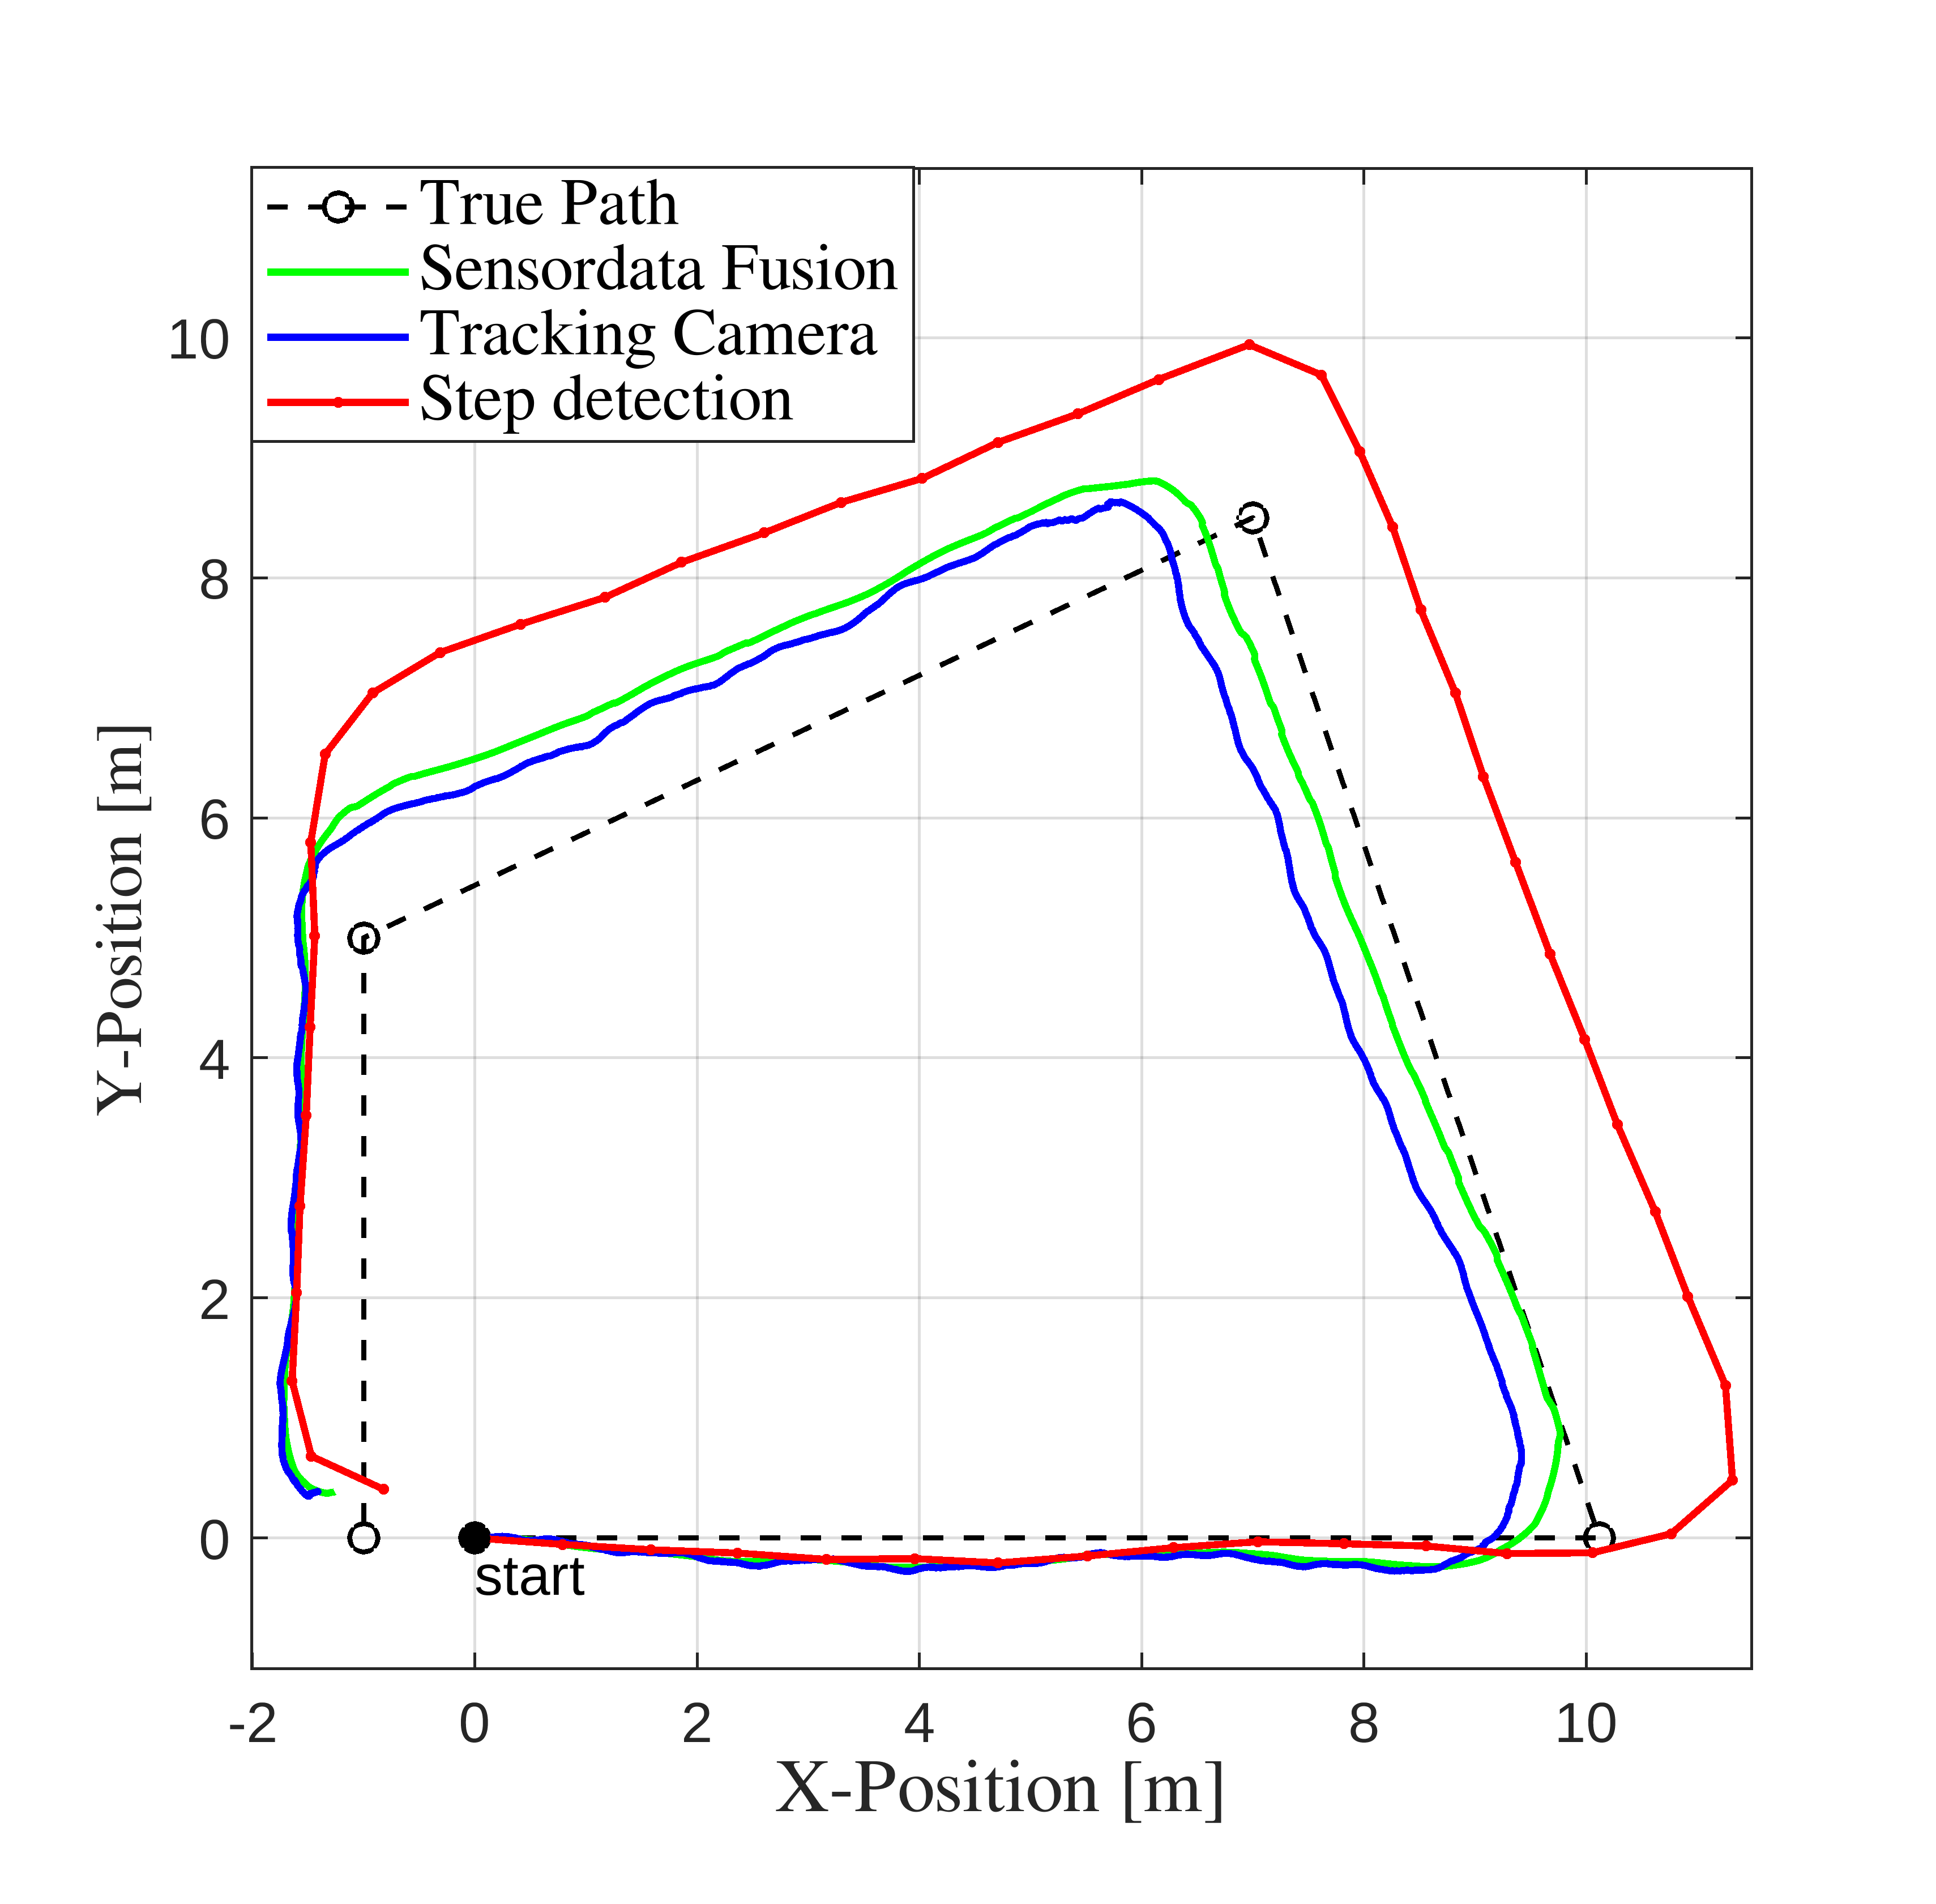 True Path
Sensordata Fusion
Tracking Camera
Step detection
10
8
6
4
2
0
Y-Position [m]
start
-2 0 2 4 6 8 10
X-Position [m]